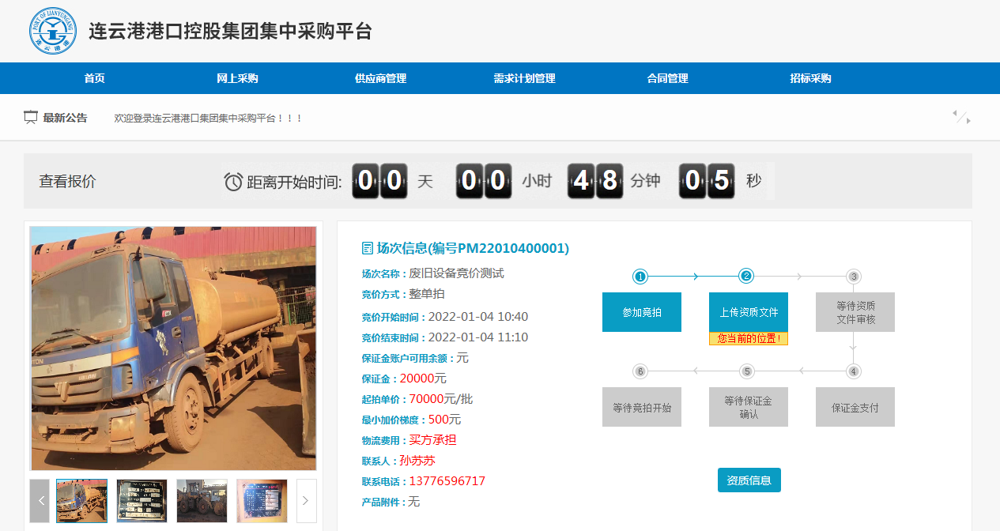 PORT OF LIANYUNGANG
连云港港
连云港港口控股集团集中采购平台
首页 网上采购 供应商管理 需求计划管理 合同管理 招标采购
最新公告 欢迎登录连云港港口集团集中采购平台！！！
查看报价 距离开始时间: 00 天 00 小时 48 分钟 05 秒
场次信息(编号PM22010400001)
场次名称：废旧设备竞价测试
竞价方式：整单拍
竞价开始时间：2022-01-04 10:40
竞价结束时间：2022-01-04 11:10
保证金账户可用余额：元
保证金：20000元
起拍单价：70000元/批
最小加价梯度：500元
物流费用：买方承担
联系人：孙苏苏
联系电话：13776596717
产品附件：无
1 2 3
参加竞拍
上传资质文件
您当前的位置！
等待资质
文件审核
6 5 4
等待竞拍开始
等待保证金
确认
保证金支付
资质信息